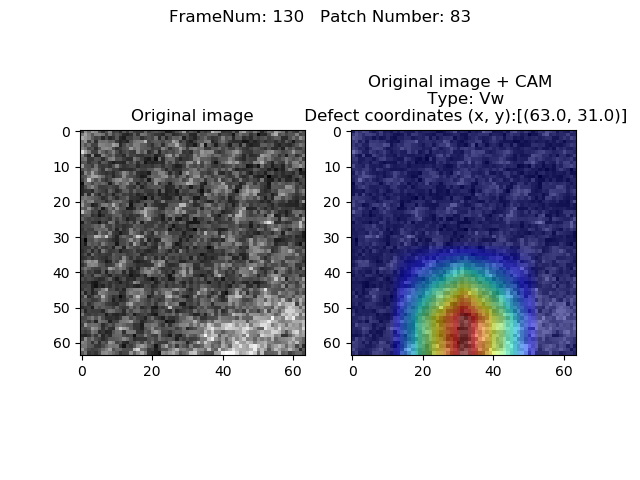 FrameNum: 130   Patch Number: 83
Original image
Original image + CAM
Type: Vw
Defect coordinates (x, y):[(63.0, 31.0)]
0
10
20
30
40
50
60
0 20 40 60
0
10
20
30
40
50
60
0 20 40 60